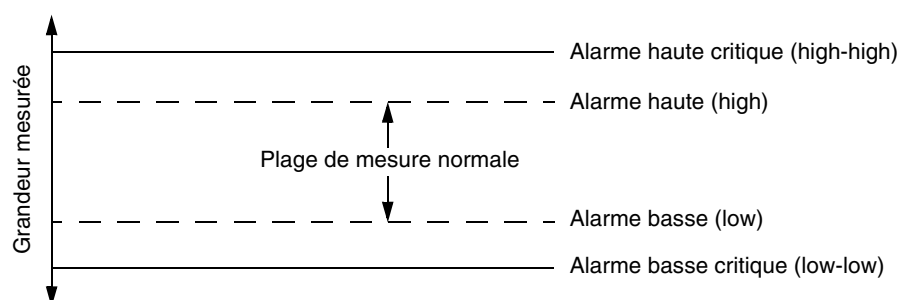 Alarme haute critique (high-high)
Alarme haute (high)
Grandeur mesurée
Plage de mesure normale
Alarme basse (low)
Alarme basse critique (low-low)